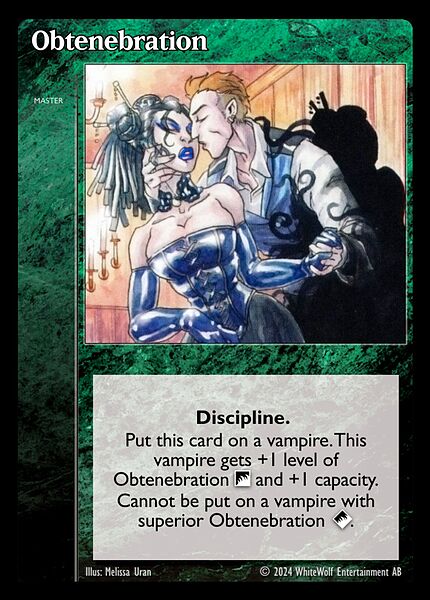 Obtenebration
MASTER
Discipline.
Put this card on a vampire. This
vampire gets +1 level of
Obtenebration and +1 capacity.
Cannot be put on a vampire with
superior Obtenebration .
Illus: Melissa Uran © 2024 WhiteWolf Entertainment AB